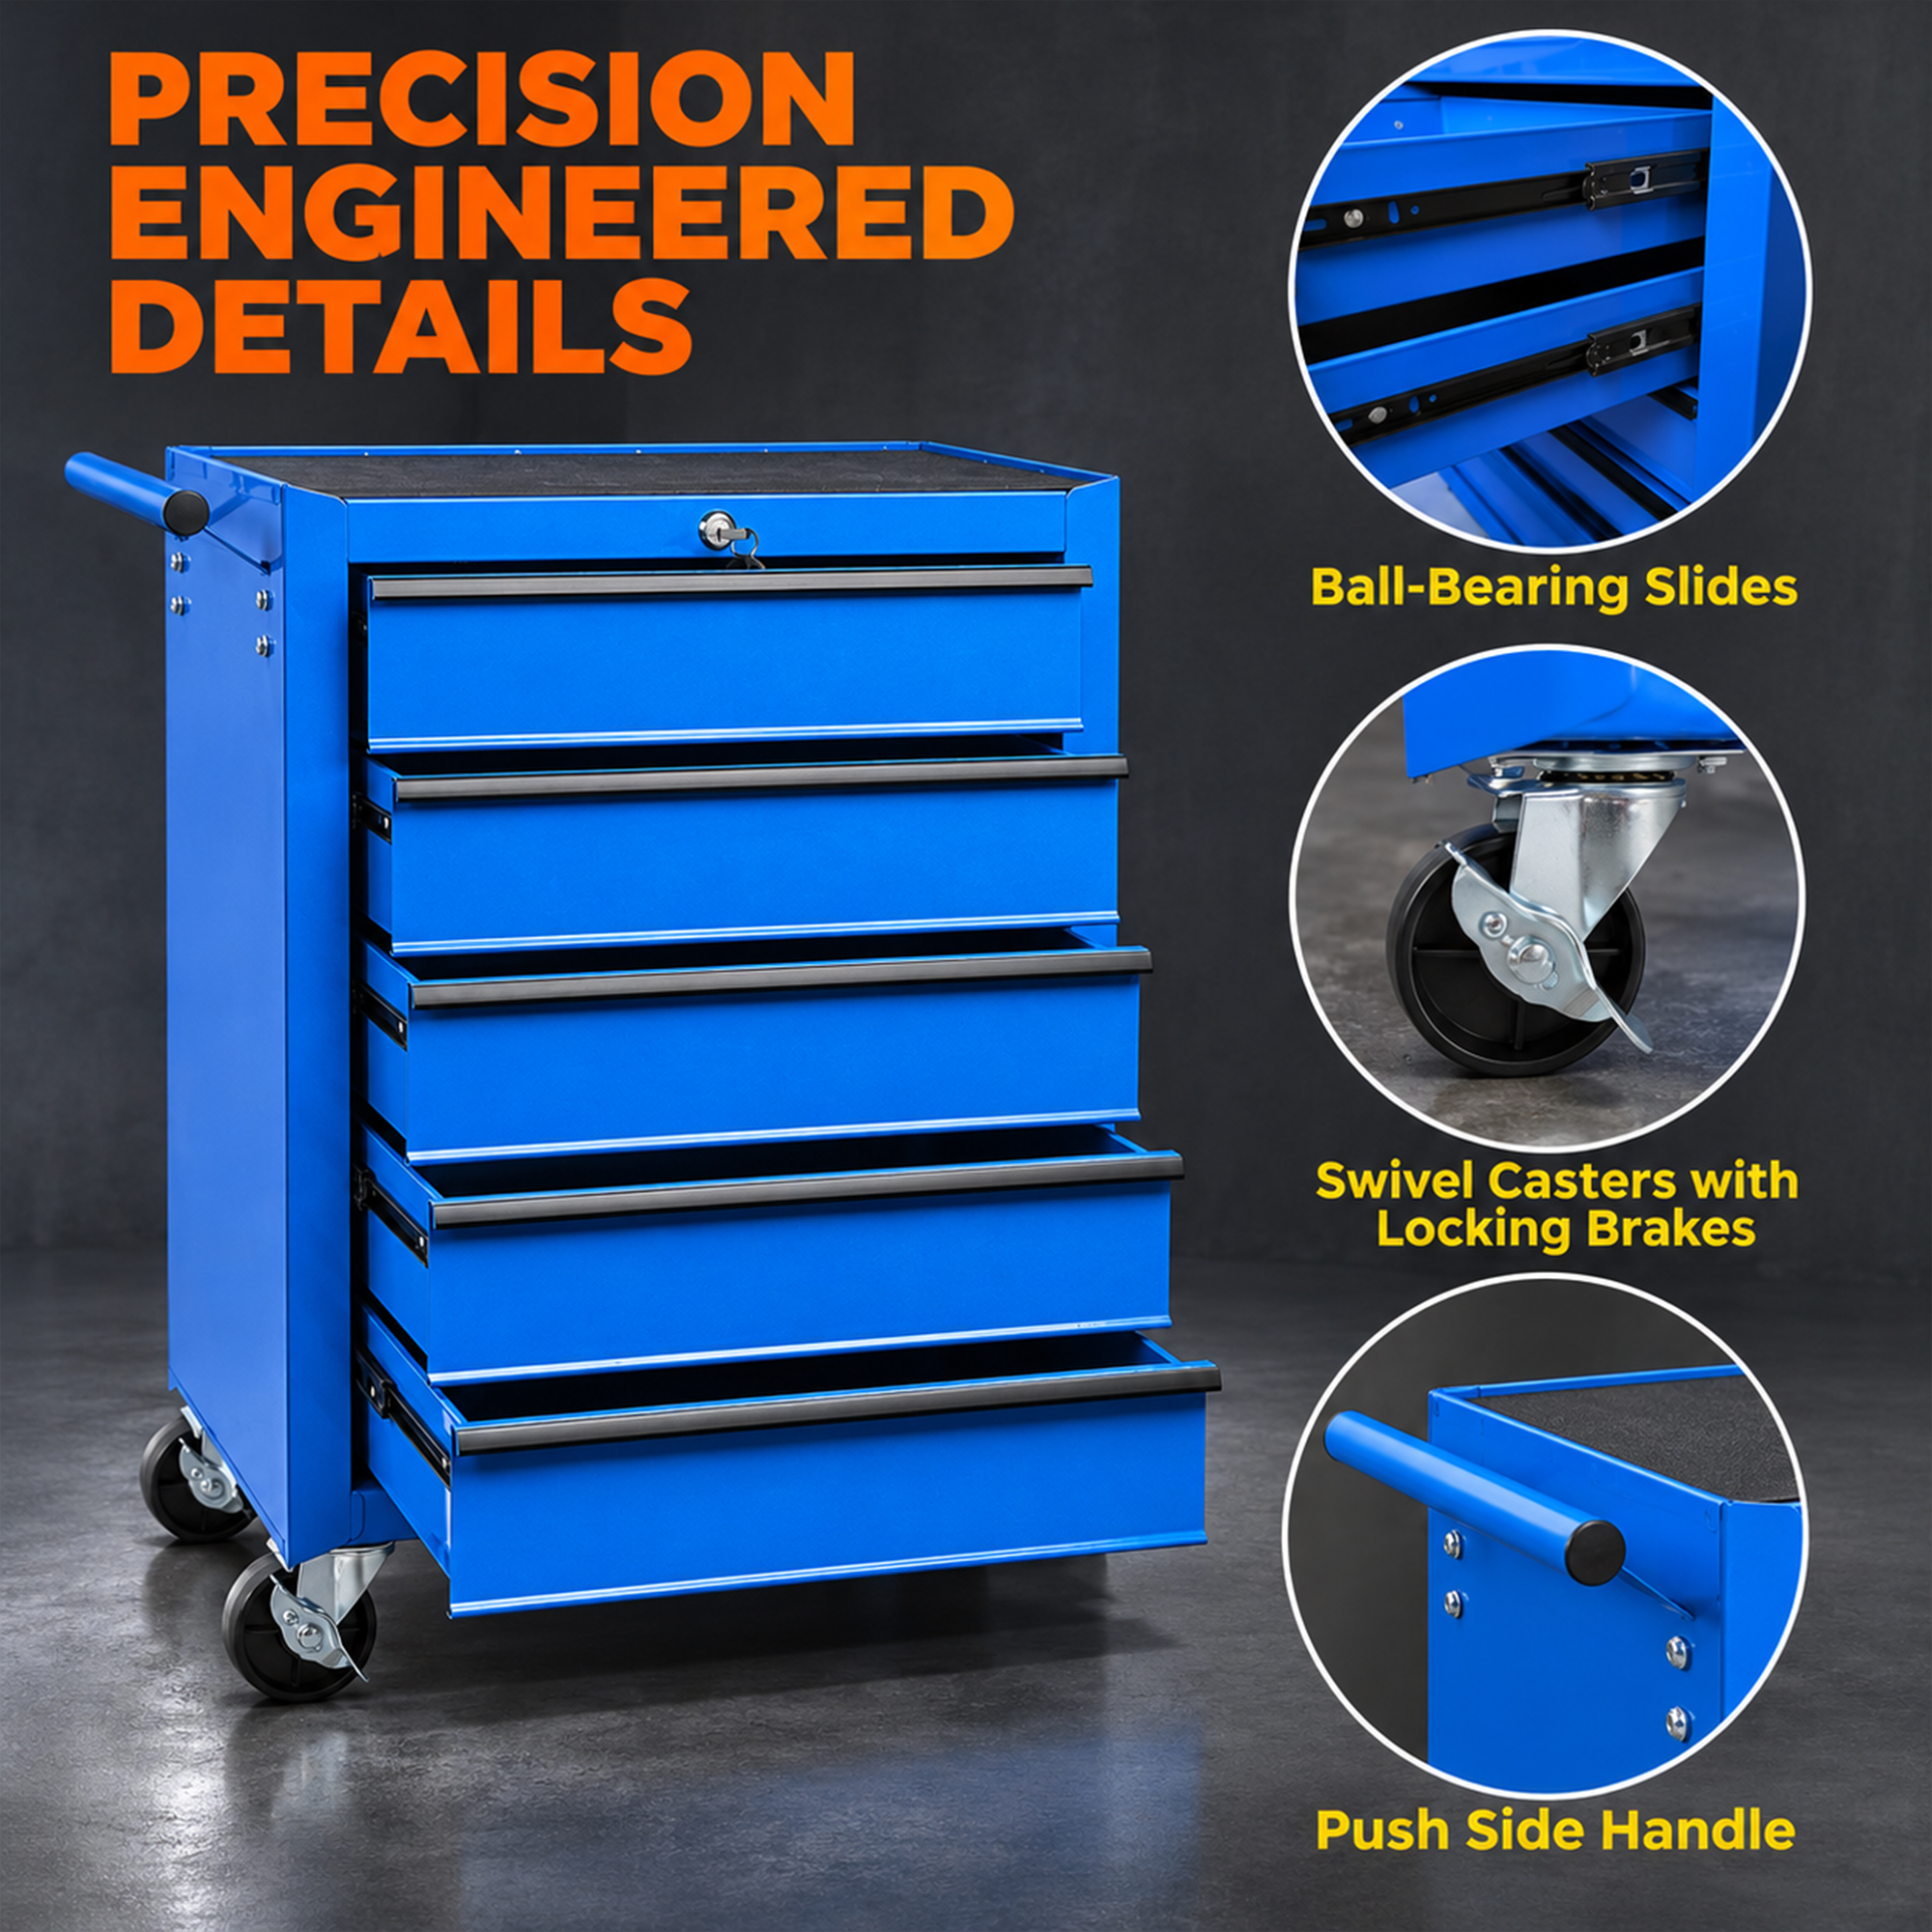 PRECISION
ENGINEERED
DETAILS
Ball-Bearing Slides
Swivel Casters with
Locking Brakes
Push Side Handle